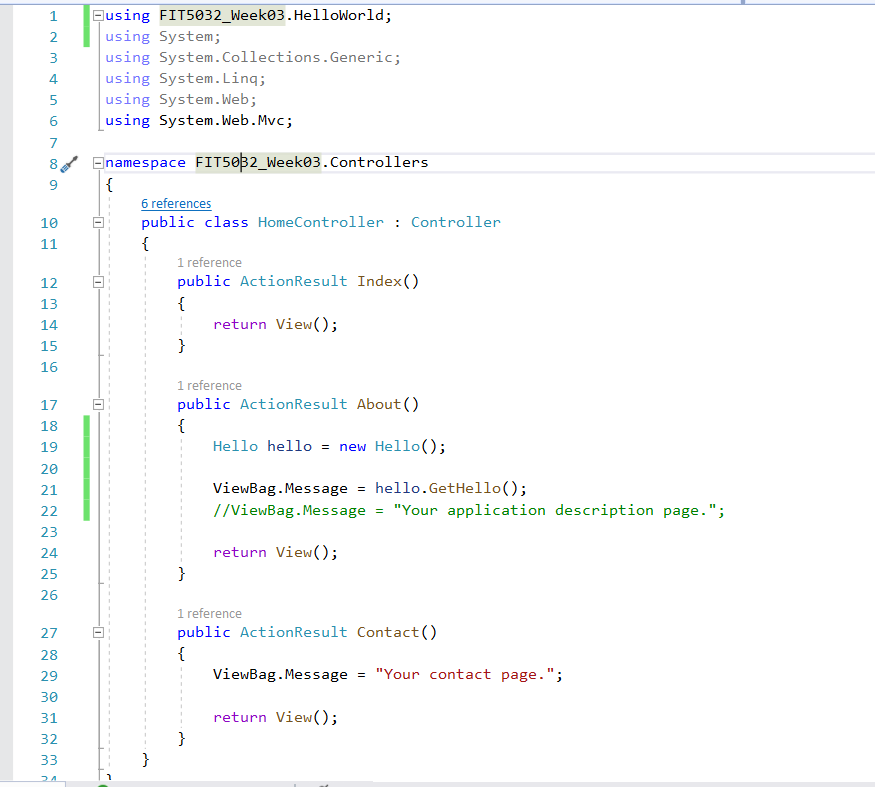 1 using FIT5032_Week03.HelloWorld;
2 using System;
3 using System.Collections.Generic;
4 using System.Linq;
5 using System.Web;
6 using System.Web.Mvc;
7
8 namespace FIT5032_Week03.Controllers
9 {
6 references
10 public class HomeController : Controller
11 {
1 reference
12 public ActionResult Index()
13 {
14 return View();
15 }
16
1 reference
17 public ActionResult About()
18 {
19 Hello hello = new Hello();
20
21 ViewBag.Message = hello.GetHello();
22 //ViewBag.Message = "Your application description page.";
23
24 return View();
25 }
26
1 reference
27 public ActionResult Contact()
28 {
29 ViewBag.Message = "Your contact page.";
30
31 return View();
32 }
33 }
34 }